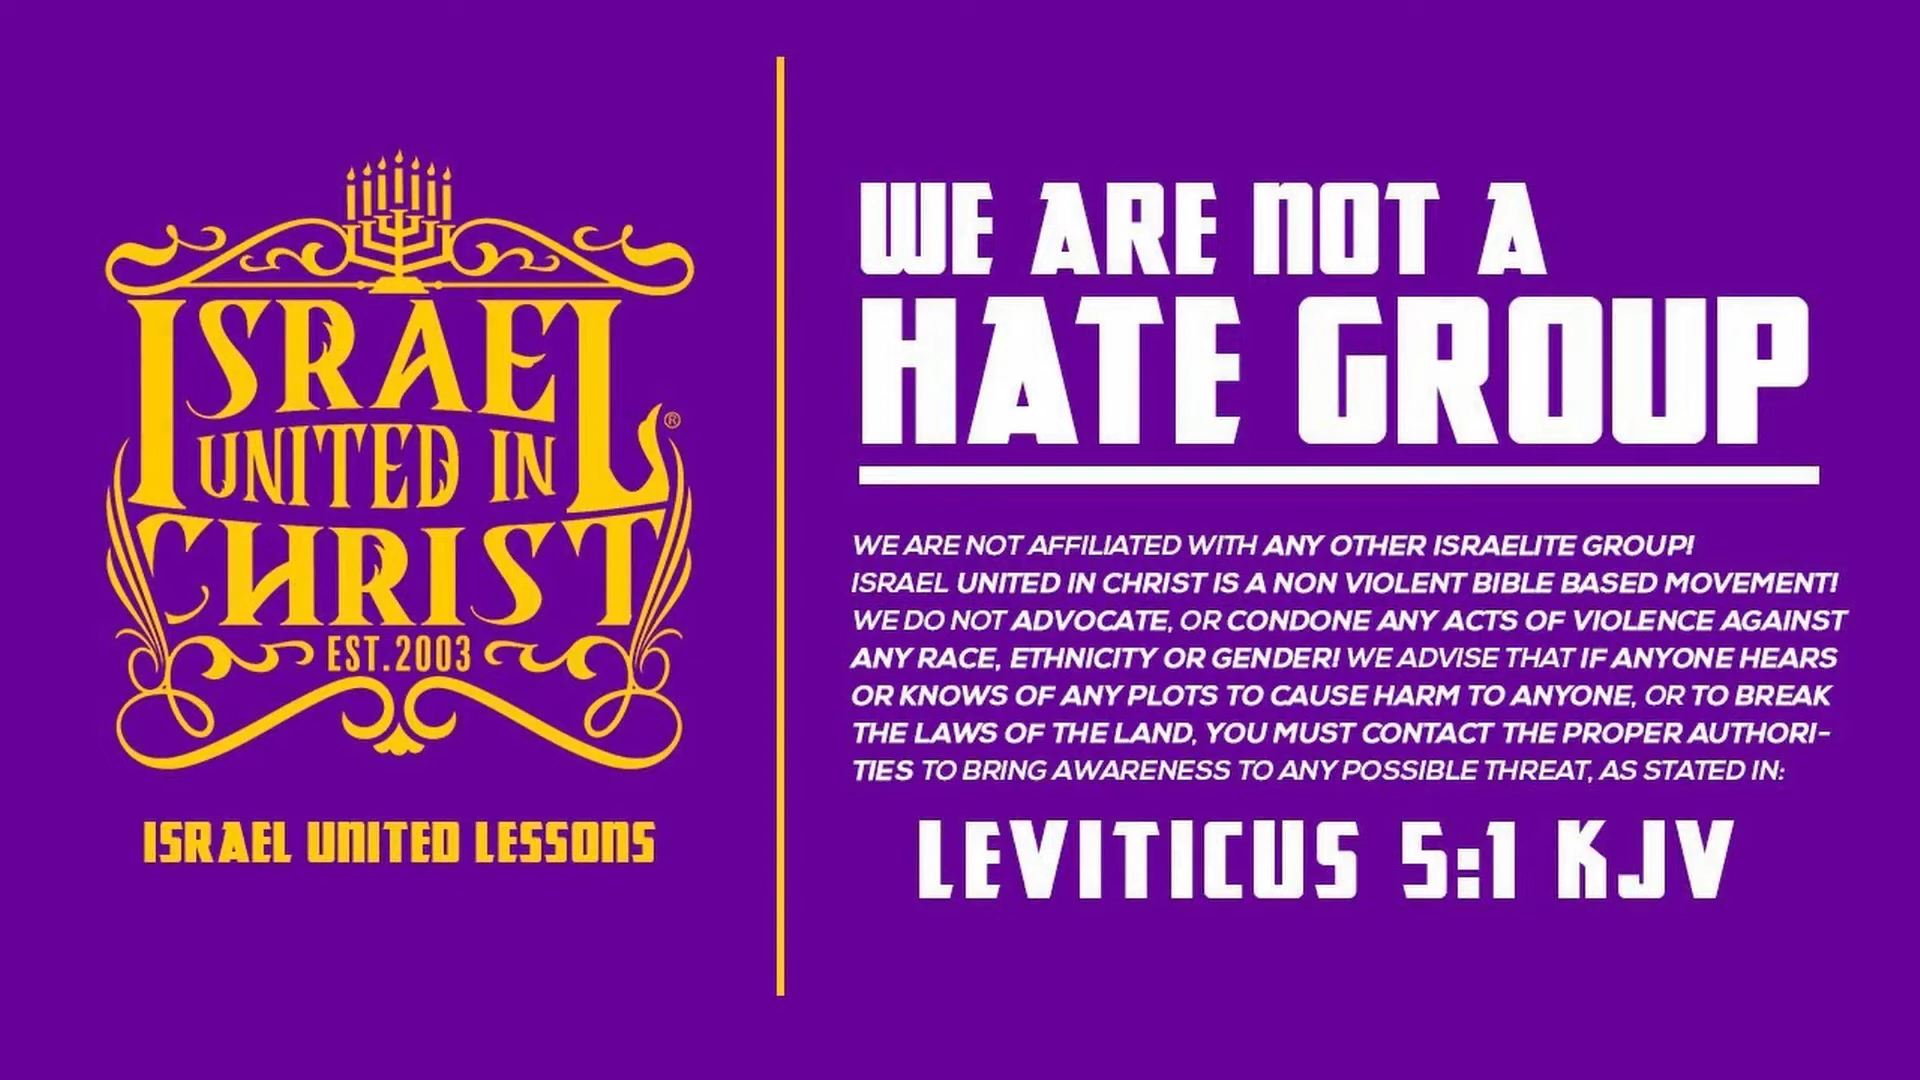 ISRAEL
UNITED IN
CHRIST
®
EST.2003
ISRAEL UNITED LESSONS
WE ARE NOT A
HATE GROUP
WE ARE NOT AFFILIATED WITH ANY OTHER ISRAELITE GROUP!
ISRAEL UNITED IN CHRIST IS A NON VIOLENT BIBLE BASED MOVEMENT!
WE DO NOT ADVOCATE, OR CONDONE ANY ACTS OF VIOLENCE AGAINST
ANY RACE, ETHNICITY OR GENDER! WE ADVISE THAT IF ANYONE HEARS
OR KNOWS OF ANY PLOTS TO CAUSE HARM TO ANYONE, OR TO BREAK
THE LAWS OF THE LAND, YOU MUST CONTACT THE PROPER AUTHORI-
TIES TO BRING AWARENESS TO ANY POSSIBLE THREAT, AS STATED IN:
LEVITICUS 5:1 KJV